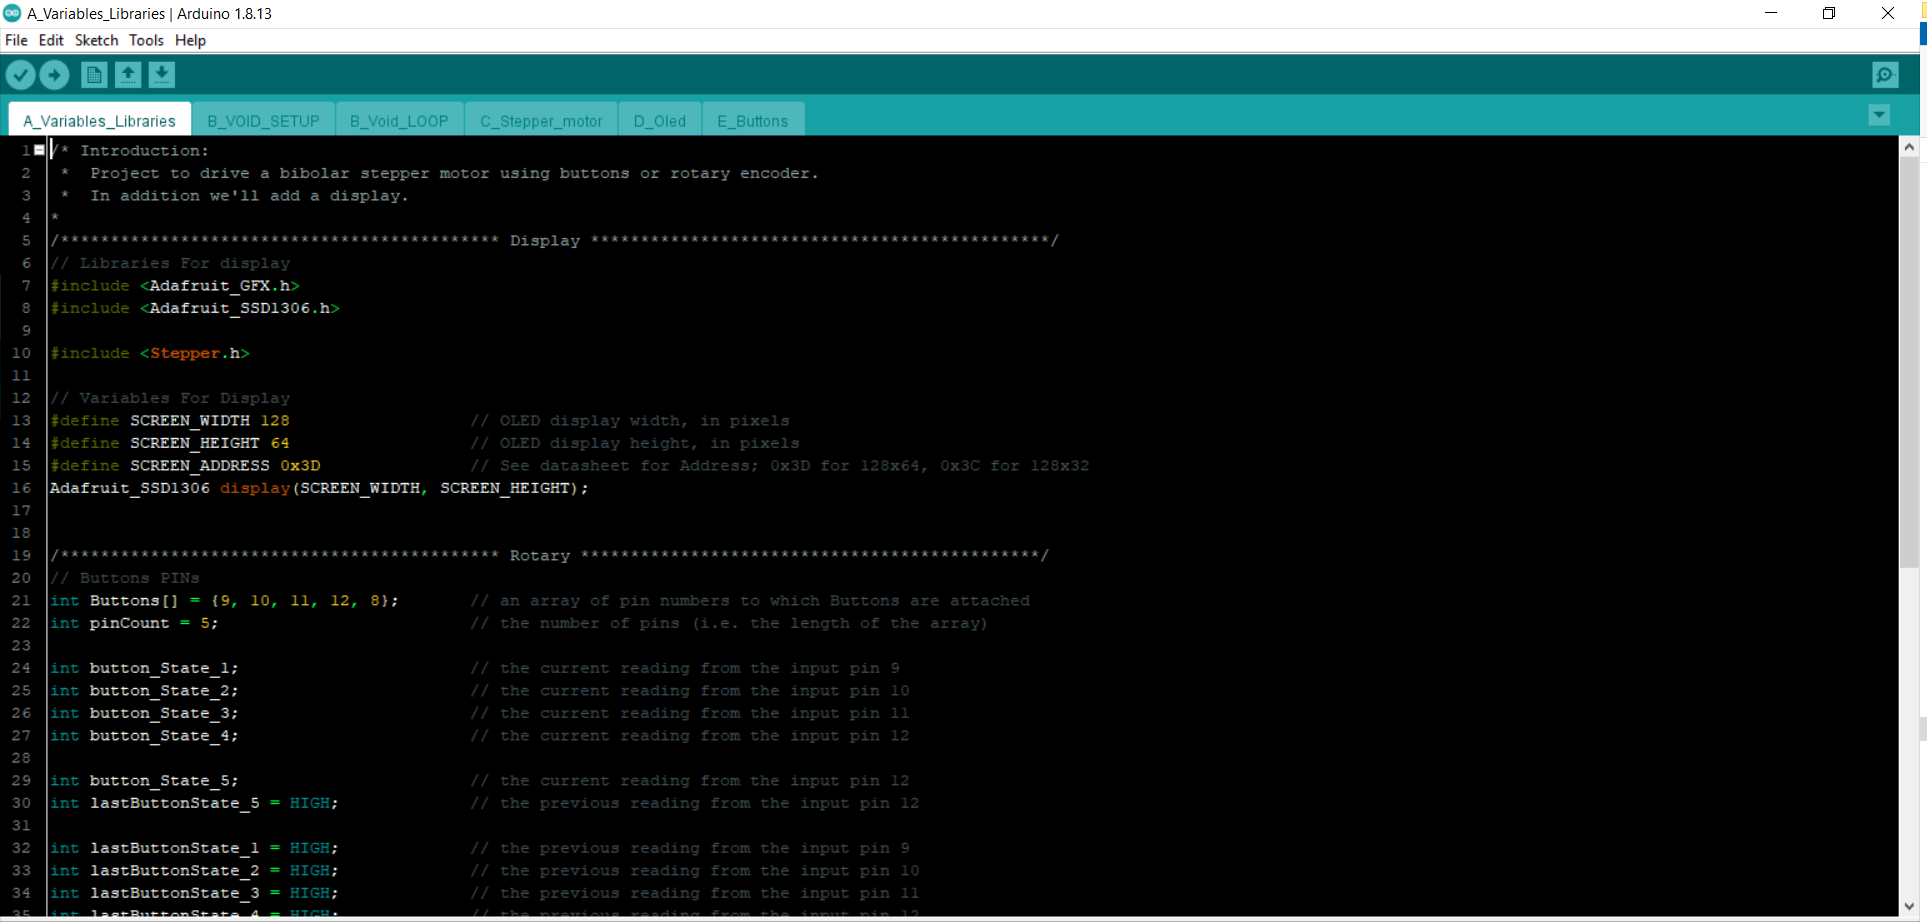 A_Variables_Libraries | Arduino 1.8.13
File Edit Sketch Tools Help
A_Variables_Libraries B_VOID_SETUP B_Void_LOOP C_Stepper_motor D_Oled E_Buttons
1 /* Introduction:
2  *  Project to drive a bibolar stepper motor using buttons or rotary encoder.
3  *  In addition we'll add a display.
4 *
5 /******************************************** Display **********************************************/
6 // Libraries For display
7 #include <Adafruit_GFX.h>
8 #include <Adafruit_SSD1306.h>
9
10 #include <Stepper.h>
11
12 // Variables For Display
13 #define SCREEN_WIDTH 128                  // OLED display width, in pixels
14 #define SCREEN_HEIGHT 64                  // OLED display height, in pixels
15 #define SCREEN_ADDRESS 0x3D               // See datasheet for Address; 0x3D for 128x64, 0x3C for 128x32
16 Adafruit_SSD1306 display(SCREEN_WIDTH, SCREEN_HEIGHT);
17
18
19 /******************************************** Rotary **********************************************/
20 // Buttons PINs
21 int Buttons[] = {9, 10, 11, 12, 8};       // an array of pin numbers to which Buttons are attached
22 int pinCount = 5;                         // the number of pins (i.e. the length of the array)
23
24 int button_State_1;                       // the current reading from the input pin 9
25 int button_State_2;                       // the current reading from the input pin 10
26 int button_State_3;                       // the current reading from the input pin 11
27 int button_State_4;                       // the current reading from the input pin 12
28
29 int button_State_5;                       // the current reading from the input pin 12
30 int lastButtonState_5 = HIGH;             // the previous reading from the input pin 12
31
32 int lastButtonState_1 = HIGH;             // the previous reading from the input pin 9
33 int lastButtonState_2 = HIGH;             // the previous reading from the input pin 10
34 int lastButtonState_3 = HIGH;             // the previous reading from the input pin 11
35 int lastButtonState_4 = HIGH;             // the previous reading from the input pin 12